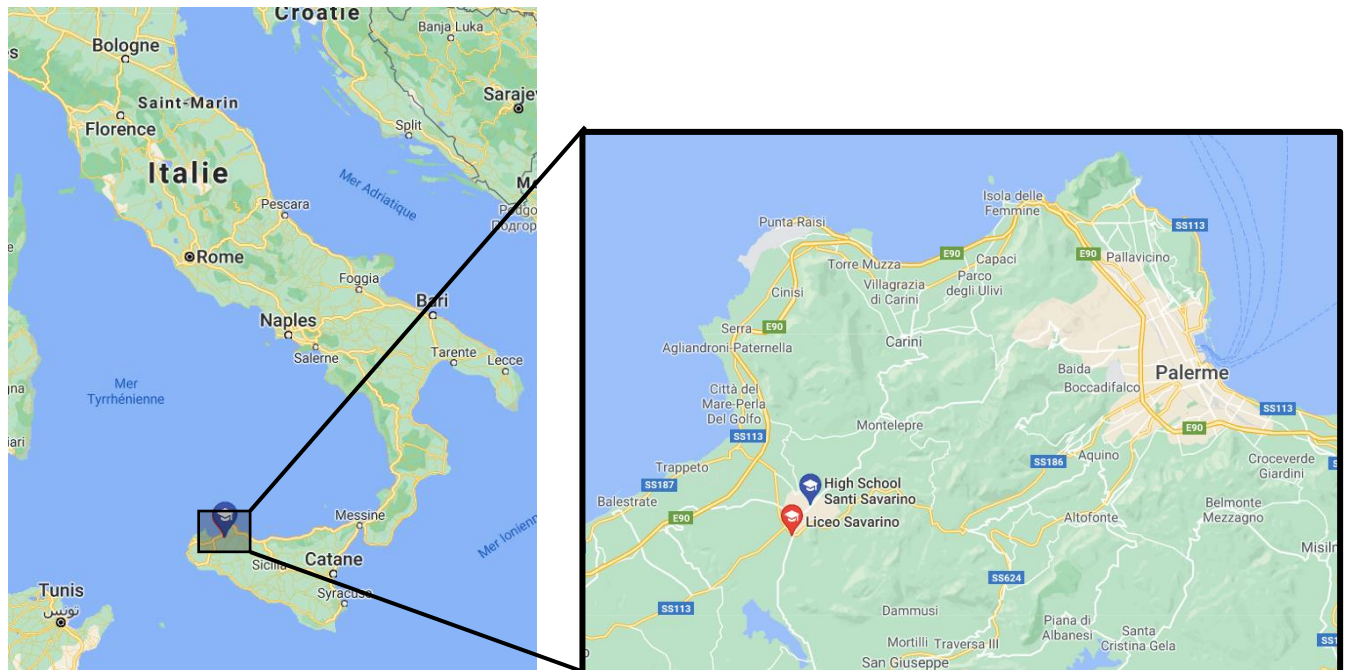 Croatie
Banja Luka
Bologne
Saint-Marin
Saraje
Florence
Split
Italie
Mer Adriatique
Pescara
Rome
Foggia
Bari
Naples
Salerne
Tarente
Lecce
Mer
Tyrrhénienne
Messine
Mer Ionienn
Catane
Sicilia
Syracuse
Tunis
تونس
Isola delle
Femmine
Punta Raisi
SS113
E90
E90
Pallavicino
Torre Muzza
Capaci
Villagrazia
di Carini
Parco
degli Ulivi
Cinisi
Serra
E90
Agliandroni-Paternella
Carini
Baida
Boccadifalco
Palerme
Città del
Mare-Perla
Del Golfo
SS113
SS113
E90
Montelepre
Aquino
SS186
Croceverde
Giardini
Trappeto
SS187
High School
Santi Savarino
Balestrate
E90
Liceo Savarino
Altofonte
Belmonte
Mezzagno
Misiln
SS624
SS113
Dammusi
Piana di
Albanesi
Santa
Cristina Gela
Mortilli
Traversa III
San Giuseppe